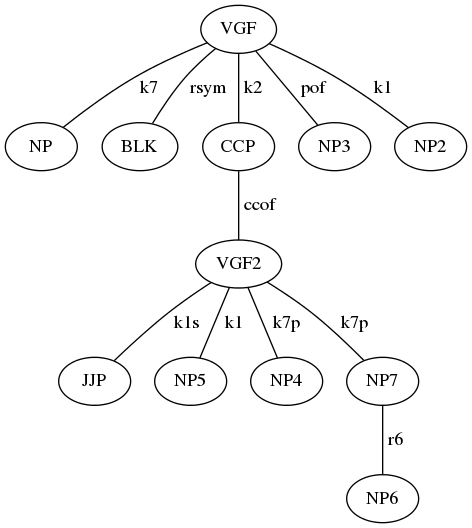 VGF
k7 rsym k2 pof k1
NP BLK CCP NP3 NP2
ccof
VGF2
k1s k1 k7p k7p
JJP NP5 NP4 NP7
r6
NP6